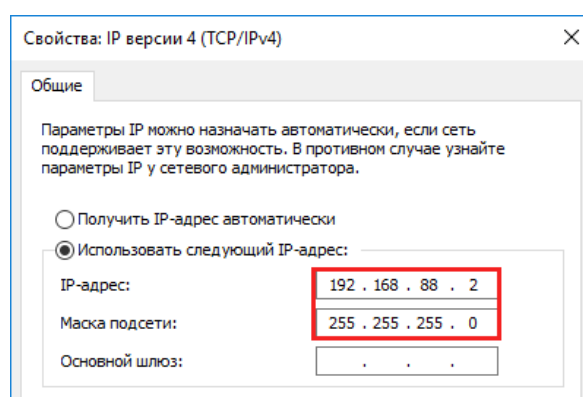 Свойства: IP версии 4 (TCP/IPv4)
Общие
Параметры IP можно назначать автоматически, если сеть
поддерживает эту возможность. В противном случае узнайте
параметры IP у сетевого администратора.
Получить IP-адрес автоматически
Использовать следующий IP-адрес:
IP-адрес: 192 . 168 . 88 . 2
Маска подсети: 255 . 255 . 255 . 0
Основной шлюз: . . .